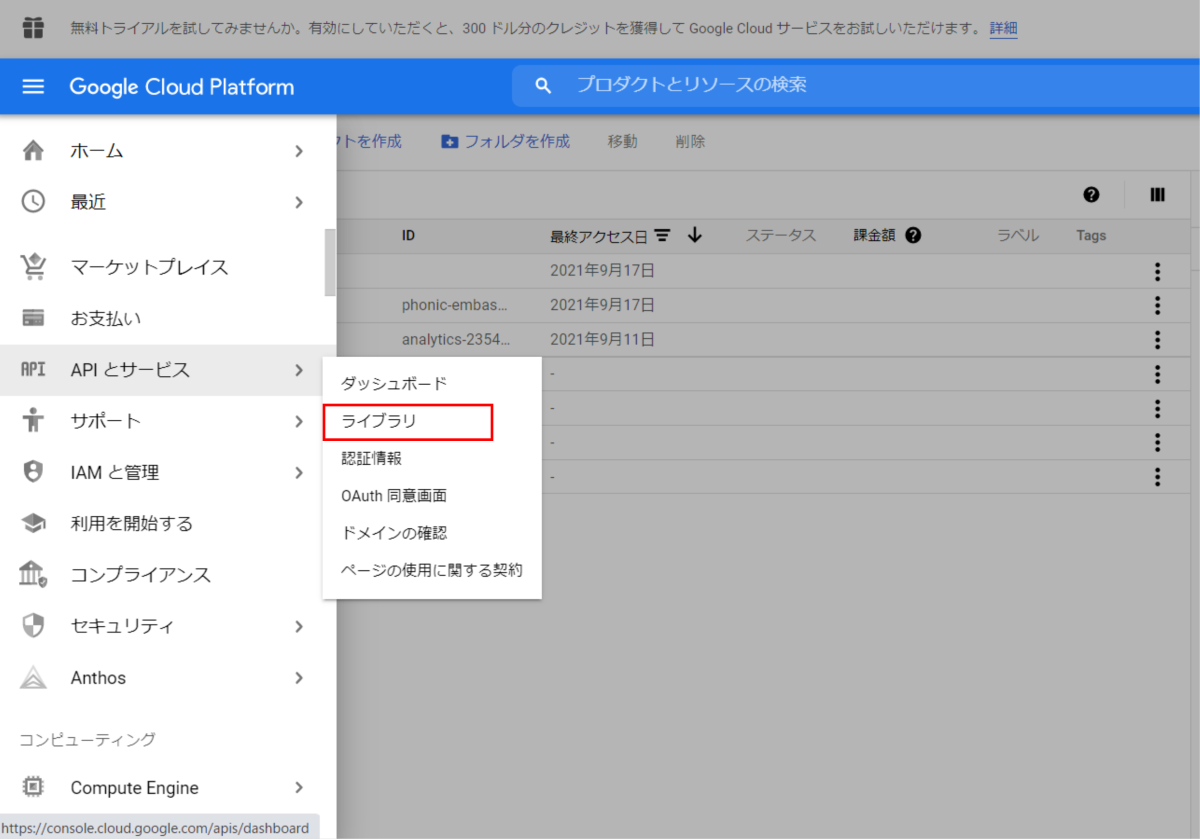 無料トライアルを試してみませんか。有効にしていただくと、300 ドル分のクレジットを獲得して Google Cloud サービスをお試しいただけます。 詳細
Google Cloud Platform
プロダクトとリソースの検索
トを作成 フォルダを作成 移動 削除
ID 最終アクセス日 ステータス 課金額 ラベル Tags
2021年9月17日
phonic-embas... 2021年9月17日
analytics-2354... 2021年9月11日
-
-
-
-
ホーム
最近
マーケットプレイス
お支払い
API API とサービス
サポート
IAM と管理
利用を開始する
コンプライアンス
セキュリティ
Anthos
コンピューティング
Compute Engine
ダッシュボード
ライブラリ
認証情報
OAuth 同意画面
ドメインの確認
ページの使用に関する契約
https://console.cloud.google.com/apis/dashboard